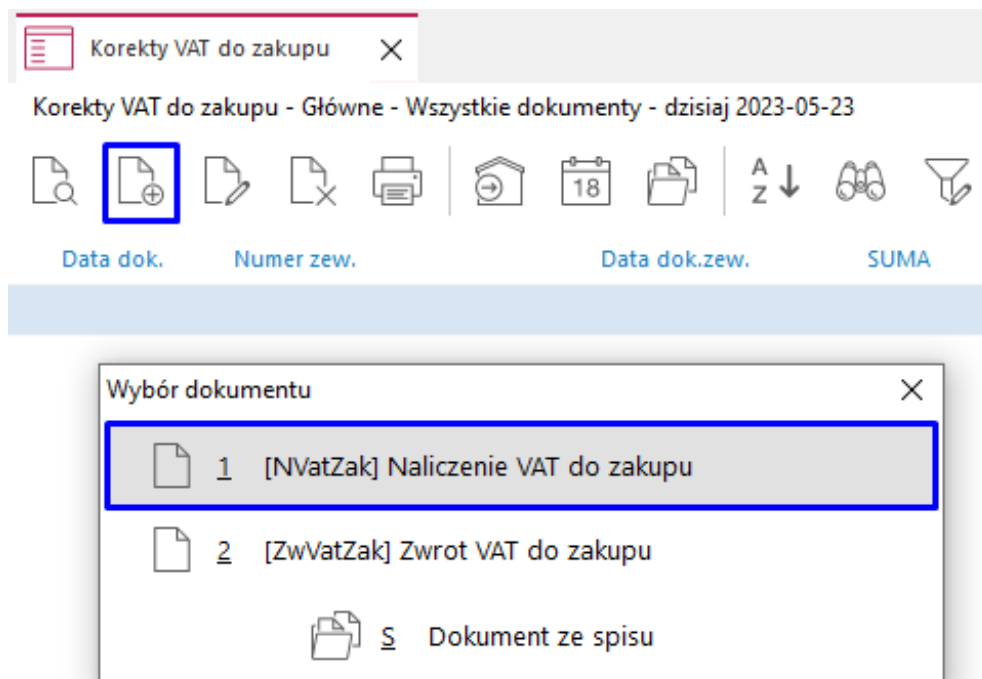 Korekty VAT do zakupu
Korekty VAT do zakupu - Główne - Wszystkie dokumenty - dzisiaj 2023-05-23
18
A
Z
Data dok. Numer zew. Data dok.zew. SUMA
Wybór dokumentu
1 [NVatZak] Naliczenie VAT do zakupu
2 [ZwVatZak] Zwrot VAT do zakupu
S Dokument ze spisu